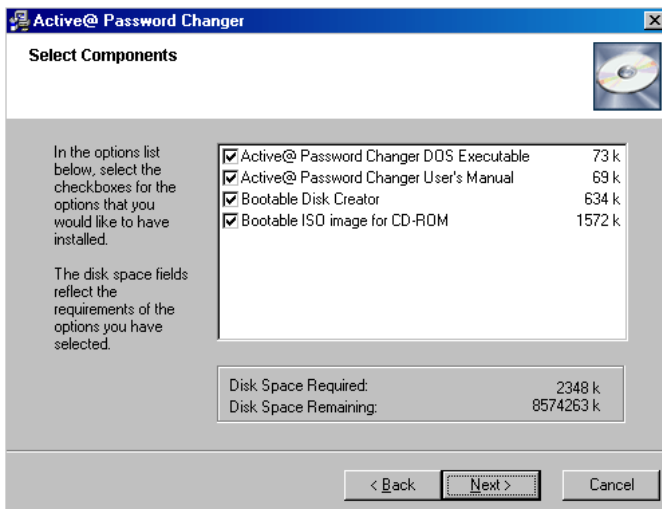 Active@ Password Changer
Select Components
In the options list
below, select the
checkboxes for the
options that you
would like to have
installed.
The disk space fields
reflect the
requirements of the
options you have
selected.
Active@ Password Changer DOS Executable 73 k
Active@ Password Changer User's Manual 69 k
Bootable Disk Creator 634 k
Bootable ISO image for CD-ROM 1572 k
Disk Space Required: 2348 k
Disk Space Remaining: 8574263 k
< Back Next > Cancel